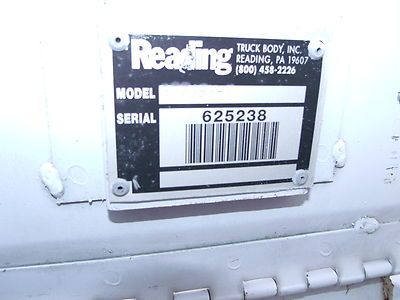 Reading
TRUCK BODY, INC.
READING, PA 19607
(800) 458-2226
MODEL
SERIAL 625238